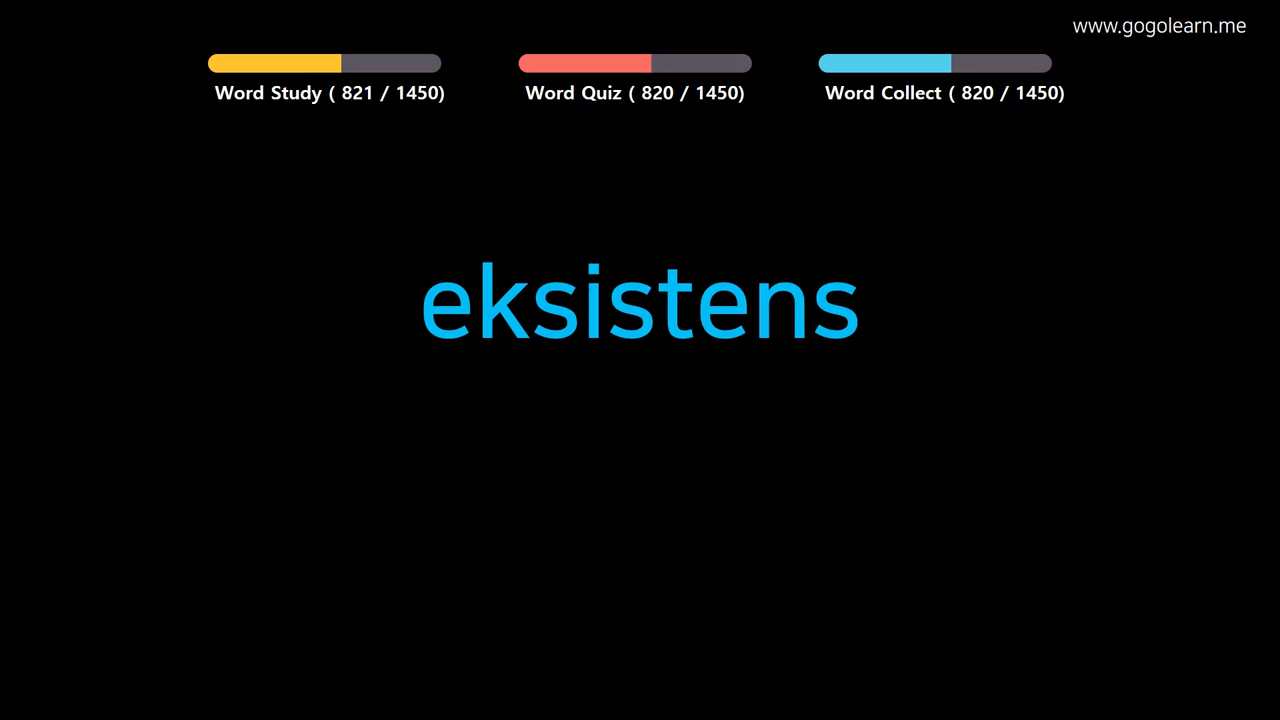 www.gogolearn.me
Word Study ( 821 / 1450)
Word Quiz ( 820 / 1450)
Word Collect ( 820 / 1450)
eksistens